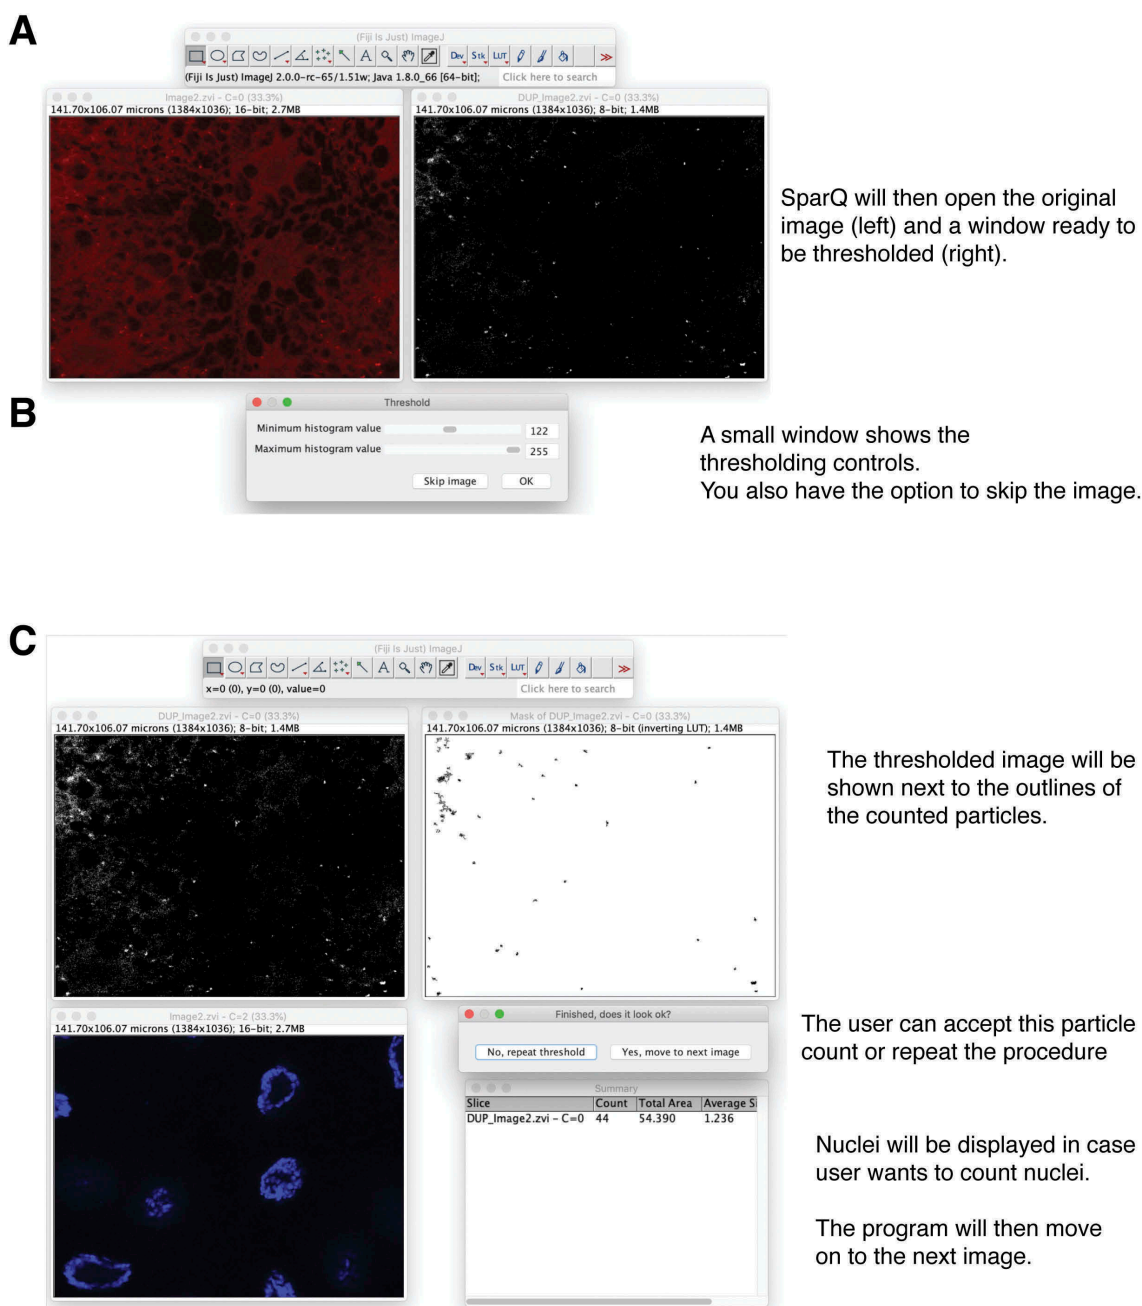 A
(Fiji Is Just) ImageJ
Dev Stk LUT
(Fiji Is Just) ImageJ 2.0.0-rc-65/1.51w; Java 1.8.0_66 [64-bit]; Click here to search
Image2.zvi - C=0 (33.3%)
141.70x106.07 microns (1384x1036); 16-bit; 2.7MB
DUP_Image2.zvi - C=0 (33.3%)
141.70x106.07 microns (1384x1036); 8-bit; 1.4MB
SparQ will then open the original
image (left) and a window ready to
be thresholded (right).
B
Threshold
Minimum histogram value 122
Maximum histogram value 255
Skip image OK
A small window shows the
thresholding controls.
You also have the option to skip the image.
C
(Fiji Is Just) ImageJ
Dev Stk LUT
x=0 (0), y=0 (0), value=0 Click here to search
DUP_Image2.zvi - C=0 (33.3%)
141.70x106.07 microns (1384x1036); 8-bit; 1.4MB
Mask of DUP_Image2.zvi - C=0 (33.3%)
141.70x106.07 microns (1384x1036); 8-bit (inverting LUT); 1.4MB
The thresholded image will be
shown next to the outlines of
the counted particles.
Image2.zvi - C=2 (33.3%)
141.70x106.07 microns (1384x1036); 16-bit; 2.7MB
Finished, does it look ok?
No, repeat threshold Yes, move to next image
The user can accept this particle
count or repeat the procedure
Summary
Slice Count Total Area Average Si
DUP_Image2.zvi - C=0 44 54.390 1.236
Nuclei will be displayed in case
user wants to count nuclei.
The program will then move
on to the next image.